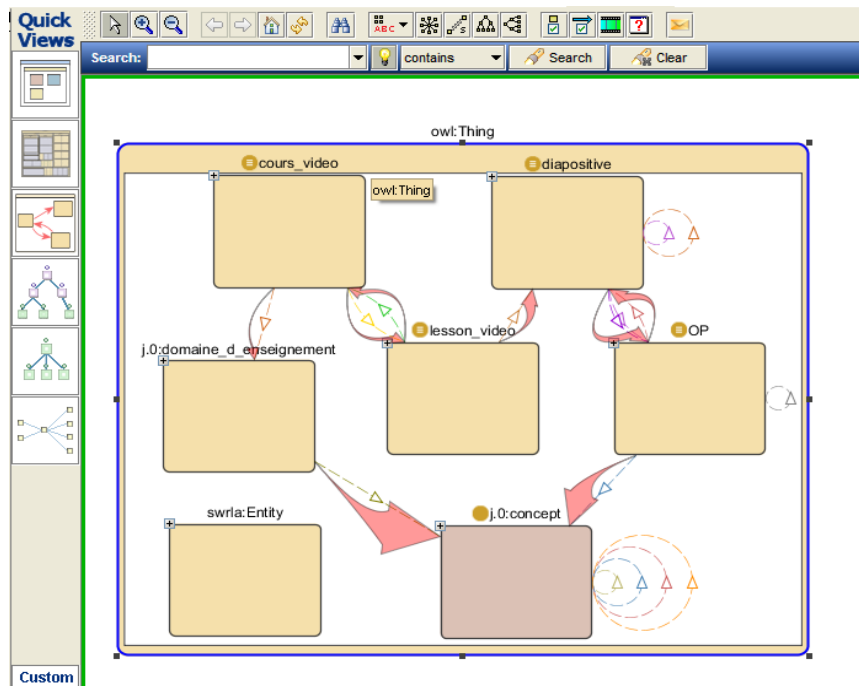 Quick
Views
ABC
S
Search:
contains
Search
Clear
owl:Thing
cours_video
diapositive
owl:Thing
lesson_video
OP
j.0:domaine_d_enseignement
swrla:Entity
j.0:concept
Custom